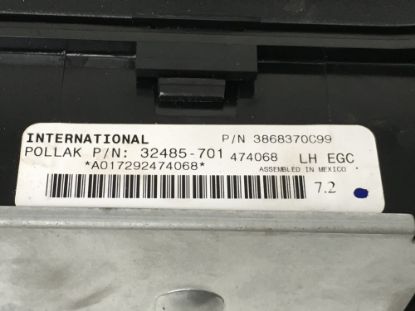 INTERNATIONAL P/N 3868370C99
POLLAK P/N: 32485-701 474068 LH EGC
*A017292474068* ASSEMBLED IN MEXICO
7.2